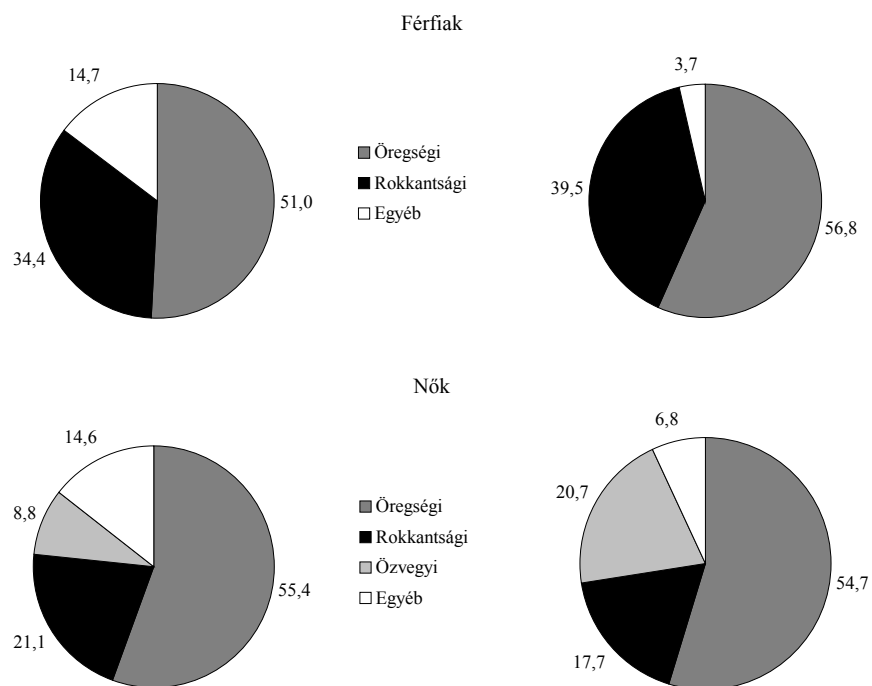 Férfiak
14,7
51,0
34,4
Öregségi
Rokkantsági
Egyéb
3,7
39,5
56,8
Nők
14,6
8,8
55,4
21,1
Öregségi
Rokkantsági
Özvegyi
Egyéb
6,8
20,7
54,7
17,7